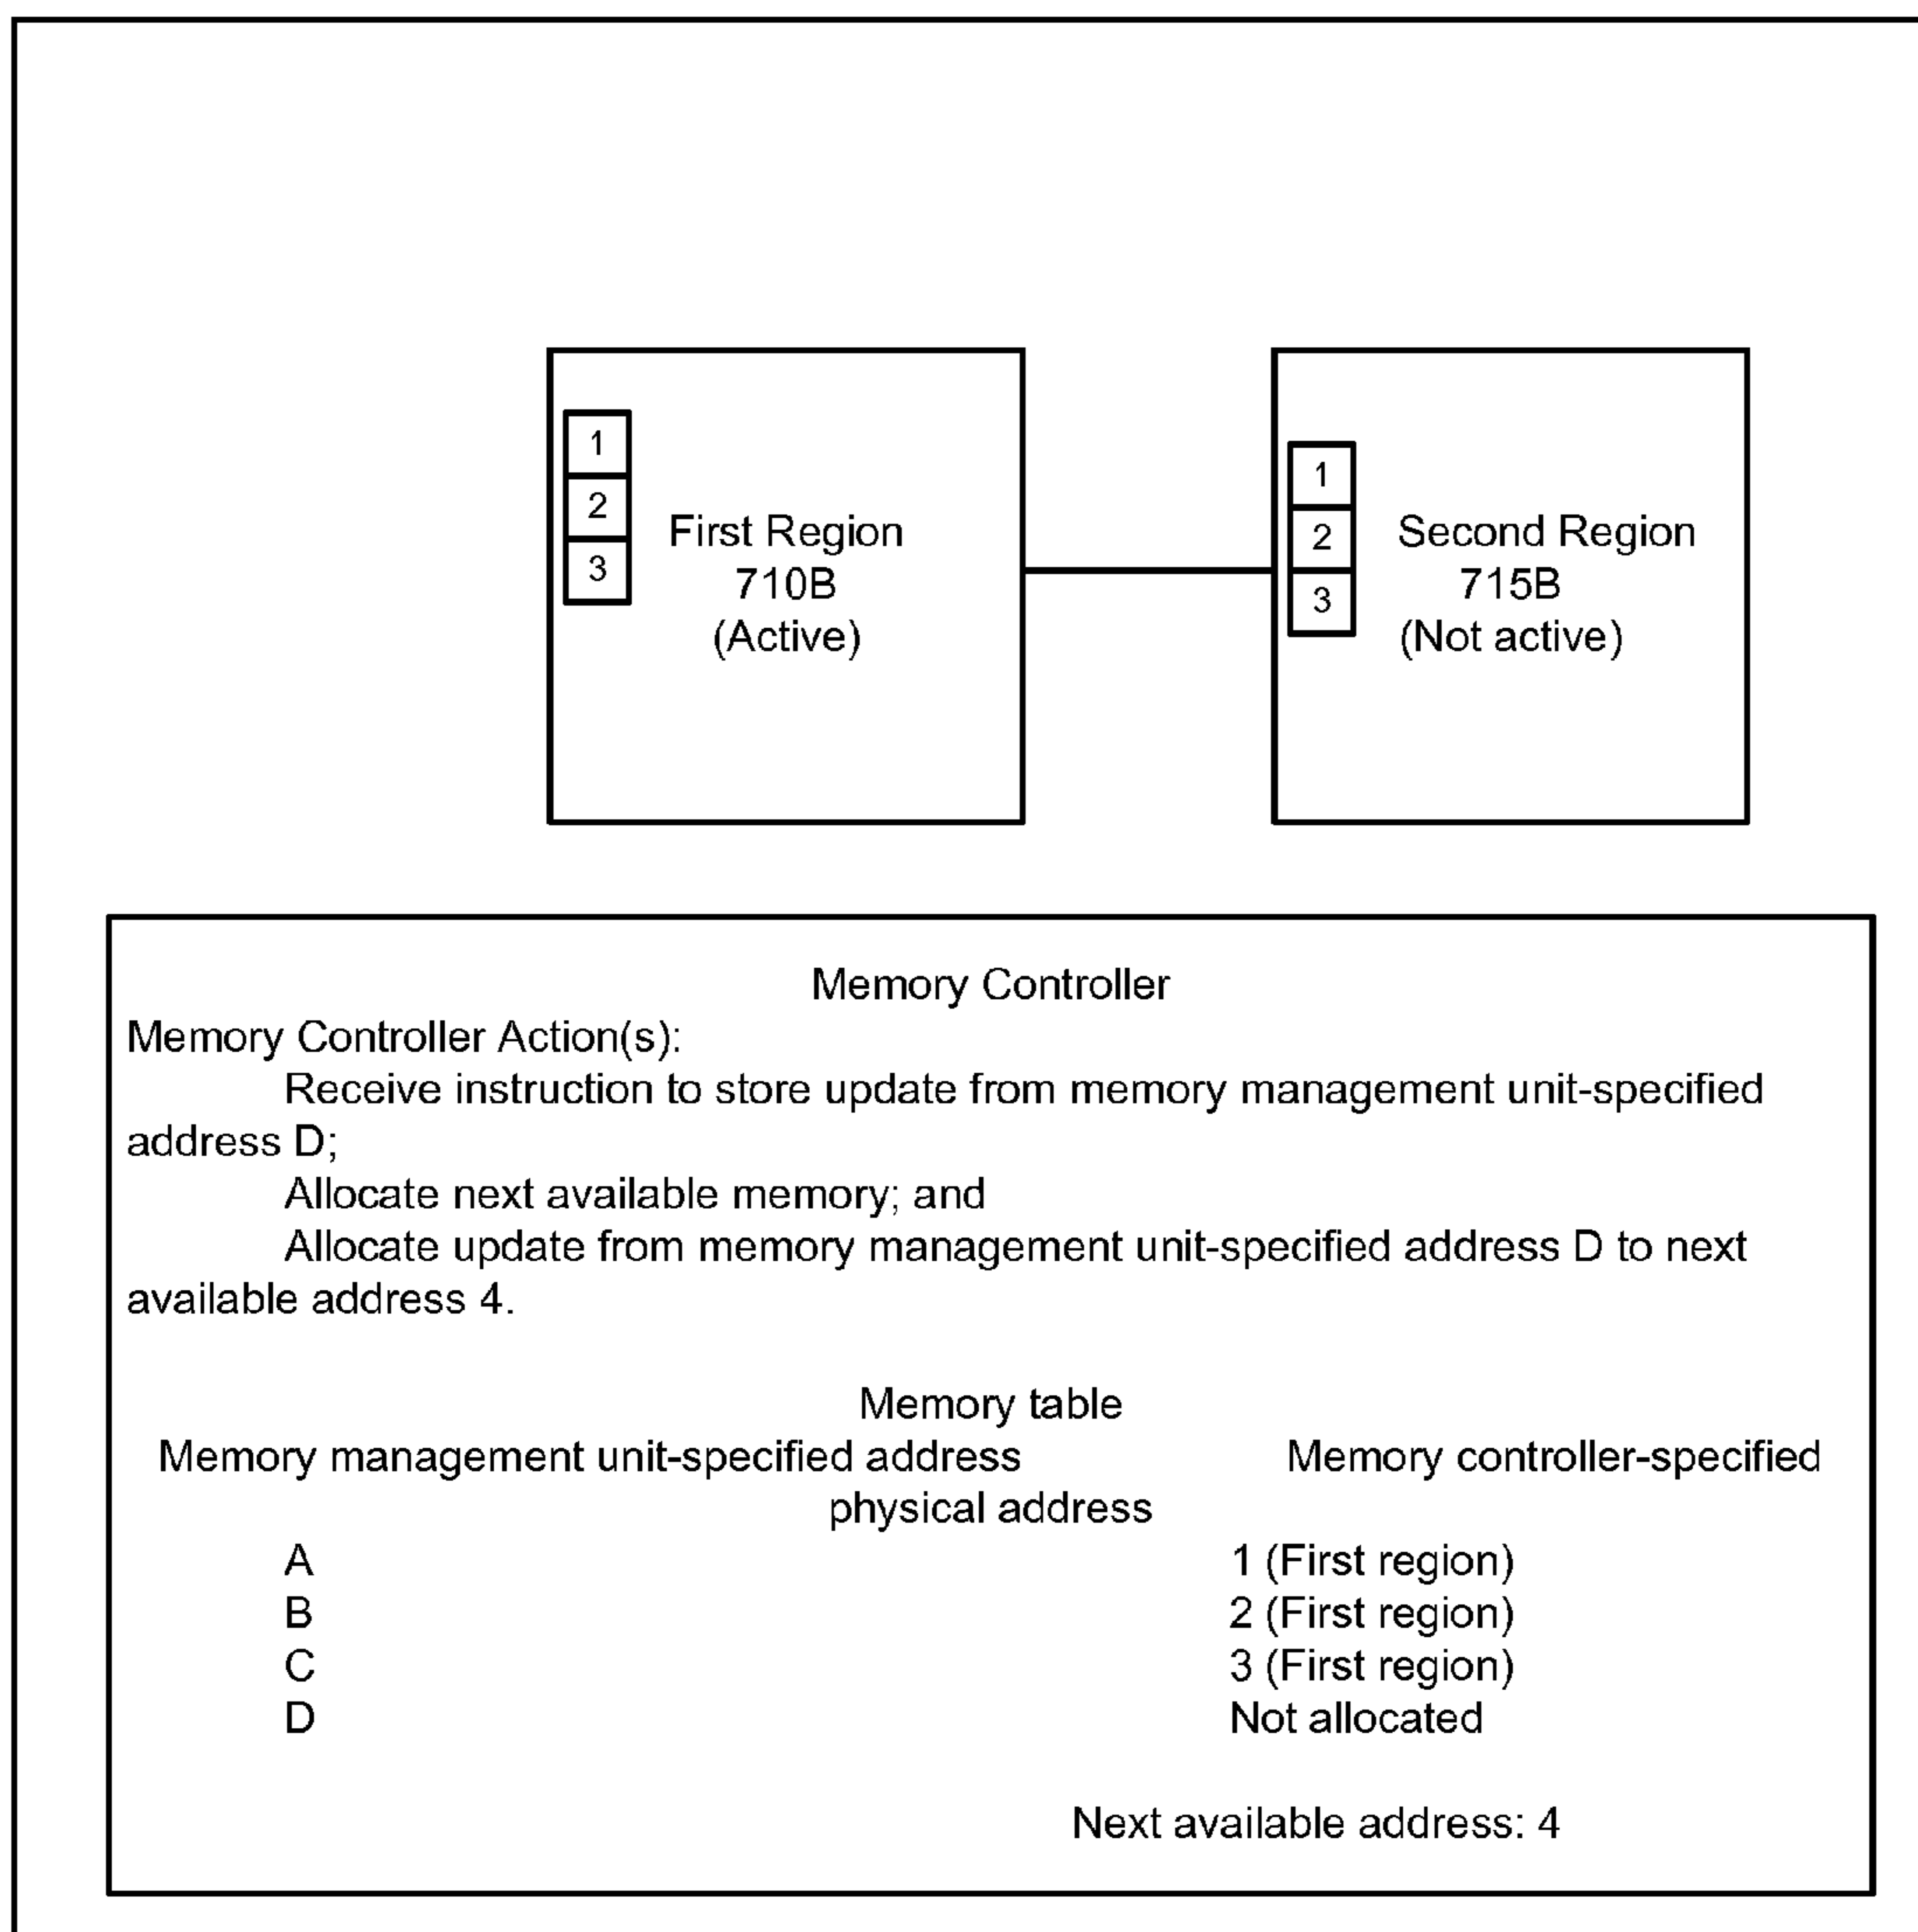 1
2
3
First Region
710B
(Active)
1
2
3
Second Region
715B
(Not active)
Memory Controller
Memory Controller Action(s):
Receive instruction to store update from memory management unit-specified
address D;
Allocate next available memory; and
Allocate update from memory management unit-specified address D to next
available address 4.
Memory table
Memory management unit-specified address Memory controller-specified
physical address
A 1 (First region)
B 2 (First region)
C 3 (First region)
D Not allocated
Next available address: 4